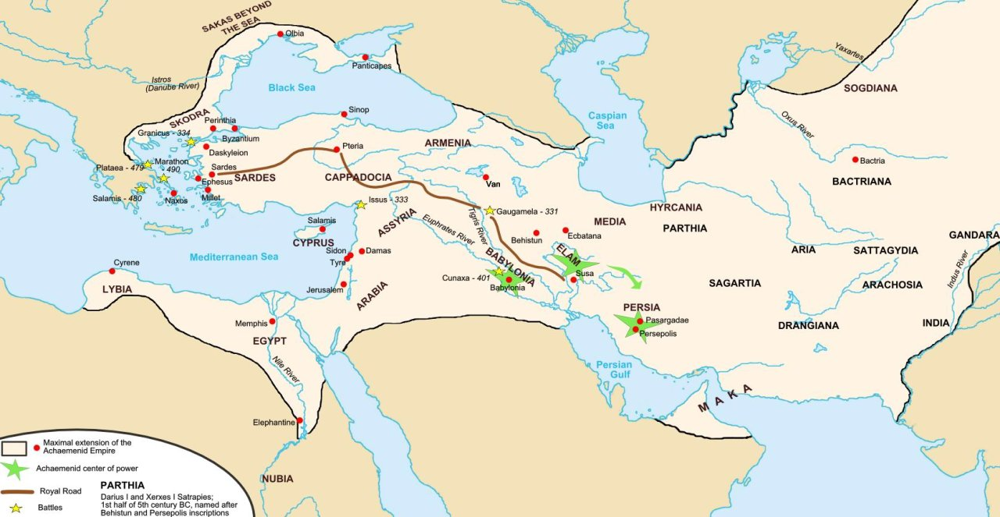 SAKAS BEYOND
THE SEA
Olbia
Panticapes
Istros
(Danube River)
Black Sea
Caspian
Sea
Yaxartes
SOGDIANA
Oxus River
SKODRA
Perinthia
Byzantium
Sinop
Granicus - 334
Daskyleion
Pteria
ARMENIA
Bactria
BACTRIANA
Plataea - 479
Marathon
- 490
Sardes
SARDES
CAPPADOCIA
Ephesus
Millet
Naxos
Salamis - 480
Van
Issus - 333
Gaugamela - 331
HYRCANIA
MEDIA
PARTHIA
ASSYRIA
Tigris River
Euphrates River
Behistun
Ecbatana
GANDARA
Salamis
CYPRUS
Mediterranean Sea
Sidon
Tyre
Damas
BABYLONIA
ELAM
Susa
ARIA
SATTAGYDIA
Indus River
Cyrene
LYBIA
Cunaxa - 401
Babylonia
SAGARTIA
ARACHOSIA
Jerusalem
ARABIA
PERSIA
Pasargadae
Persepolis
DRANGIANA
INDIA
Memphis
EGYPT
Nile River
Persian
Gulf
MAKA
Elephantine
NUBIA
Maximal extension of the
Achaemenid Empire
Achaemenid center of power
Royal Road
Battles
PARTHIA
Darius I and Xerxes I Satrapies;
1st half of 5th century BC, named after
Behistun and Persepolis inscriptions